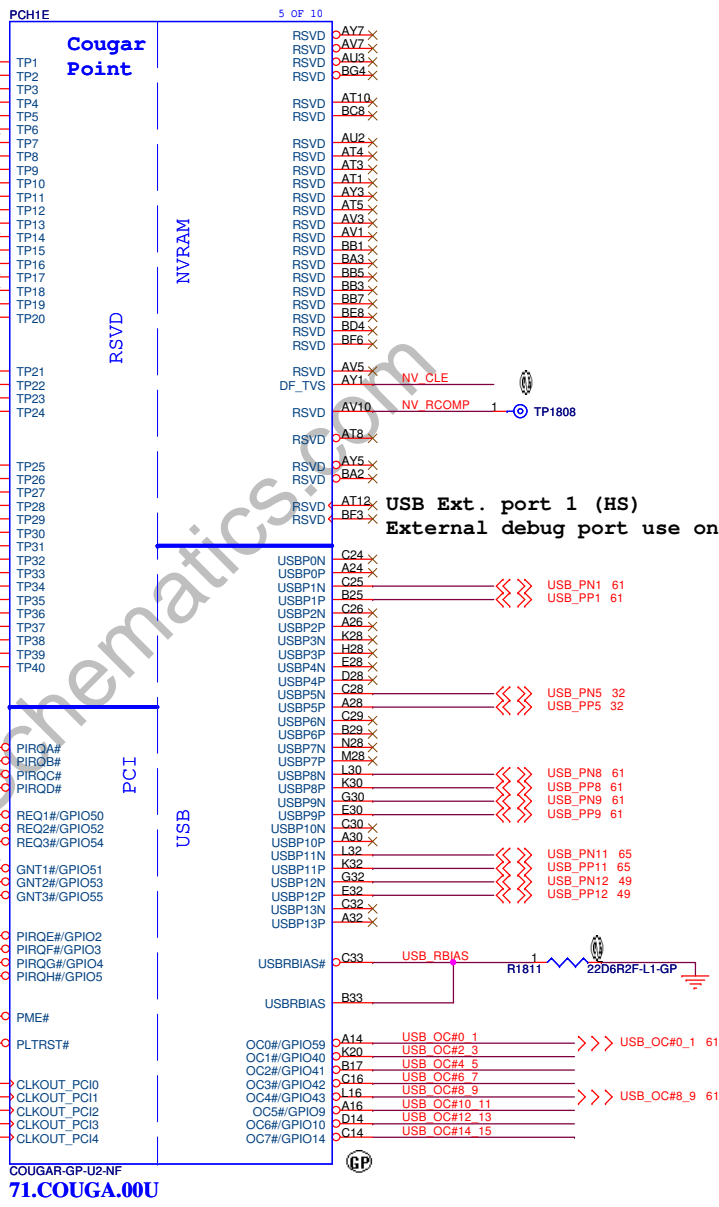 PCH1E 5 OF 10
Cougar
Point
RSVD AY7
RSVD AV7
TP1 RSVD AU3
TP2 RSVD BG4
TP3
TP4 RSVD AT10
TP5 RSVD BC8
TP6
TP7 RSVD AU2
TP8 RSVD AT4
TP9 RSVD AT3
TP10 RSVD AT1
TP11 RSVD AY3
TP12 RSVD AT5
TP13 RSVD AV3
TP14 RSVD AV1
TP15 RSVD BB1
TP16 RSVD BA3
TP17 RSVD BB5
TP18 RSVD BB3
TP19 RSVD BB7
TP20 RSVD BE8
RSVD BD4
RSVD BF6
NVRAM
RSVD
TP21 RSVD AV5
TP22 DF_TVS AY1 NV_CLE
TP23
TP24 RSVD AV10 NV_RCOMP 1 TP1808
RSVD AT8
TP25 RSVD AY5
TP26 RSVD BA2
TP27
TP28 RSVD AT12 USB Ext. port 1 (HS)
TP29 RSVD BF3 External debug port use on
TP30
TP31
TP32 USBP0N C24
TP33 USBP0P A24
TP34 USBP1N C25 USB_PN1 61
TP35 USBP1P B25 USB_PP1 61
TP36 USBP2N C26
TP37 USBP2P A26
TP38 USBP3N K28
TP39 USBP3P H28
TP40 USBP4N E28
USBP4P D28
USBP5N C28 USB_PN5 32
USBP5P A28 USB_PP5 32
USBP6N C29
USBP6P B29
PIRQA# USBP7N N28
PIRQB# USBP7P M28
PIRQC# USBP8N L30 USB_PN8 61
PIRQD# USBP8P K30 USB_PP8 61
USBP9N G30 USB_PN9 61
REQ1#/GPIO50 USBP9P E30 USB_PP9 61
REQ2#/GPIO52 USBP10N C30
REQ3#/GPIO54 USBP10P A30
USBP11N L32 USB_PN11 65
GNT1#/GPIO51 USBP11P K32 USB_PP11 65
GNT2#/GPIO53 USBP12N G32 USB_PN12 49
GNT3#/GPIO55 USBP12P E32 USB_PP12 49
USBP13N C32
USBP13P A32
PCI
USB
PIRQE#/GPIO2
PIRQF#/GPIO3
PIRQG#/GPIO4 USBRBIAS# C33 USB_RBIAS 1
PIRQH#/GPIO5 R1811 22D6R2F-L1-GP
USBRBIAS B33
PME#
PLTRST# OC0#/GPIO59 A14 USB_OC#0_1 USB_OC#0_1 61
OC1#/GPIO40 K20 USB_OC#2_3
OC2#/GPIO41 B17 USB_OC#4_5
CLKOUT_PCI0 OC3#/GPIO42 C16 USB_OC#6_7
CLKOUT_PCI1 OC4#/GPIO43 L16 USB_OC#8_9 USB_OC#8_9 61
CLKOUT_PCI2 OC5#/GPIO9 A16 USB_OC#10_11
CLKOUT_PCI3 OC6#/GPIO10 D14 USB_OC#12_13
CLKOUT_PCI4 OC7#/GPIO14 C14 USB_OC#14_15
GP
COUGAR-GP-U2-NF
71.COUGA.00U
chematics.com